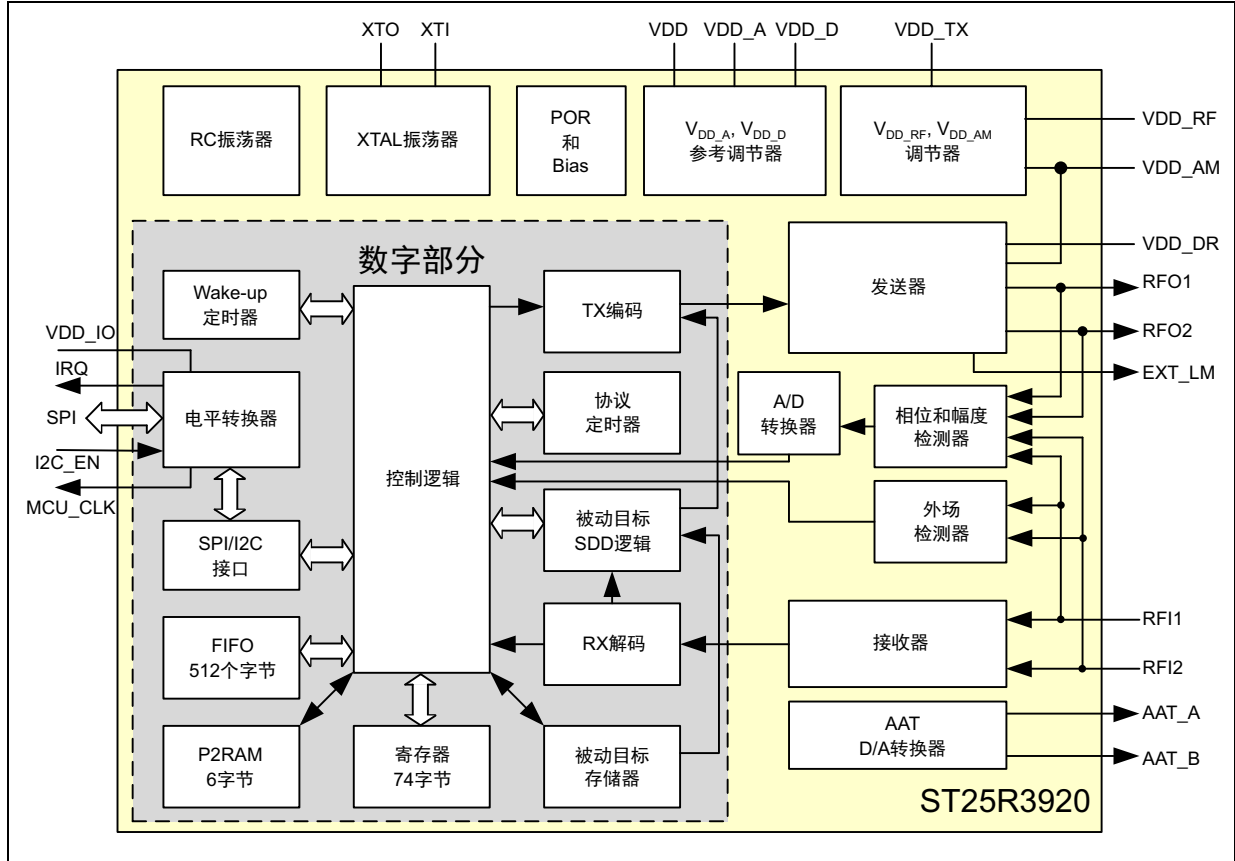 XTO
XTI
VDD
VDD_A
VDD_D
VDD_TX
RC振荡器
XTAL振荡器
POR
和
Bias
VDD_A, VDD_D
参考调节器
VDD_RF, VDD_AM
调节器
VDD_RF
VDD_AM
VDD_DR
RFO1
RFO2
EXT_LM
数字部分
Wake-up
定时器
TX编码
发送器
VDD_IO
IRQ
SPI
I2C_EN
MCU_CLK
电平转换器
控制逻辑
协议
定时器
A/D
转换器
相位和幅度
检测器
SPI/I2C
接口
被动目标
SDD逻辑
外场
检测器
FIFO
512个字节
RX解码
接收器
RFI1
RFI2
P2RAM
6字节
寄存器
74字节
被动目标
存储器
AAT
D/A转换器
AAT_A
AAT_B
ST25R3920